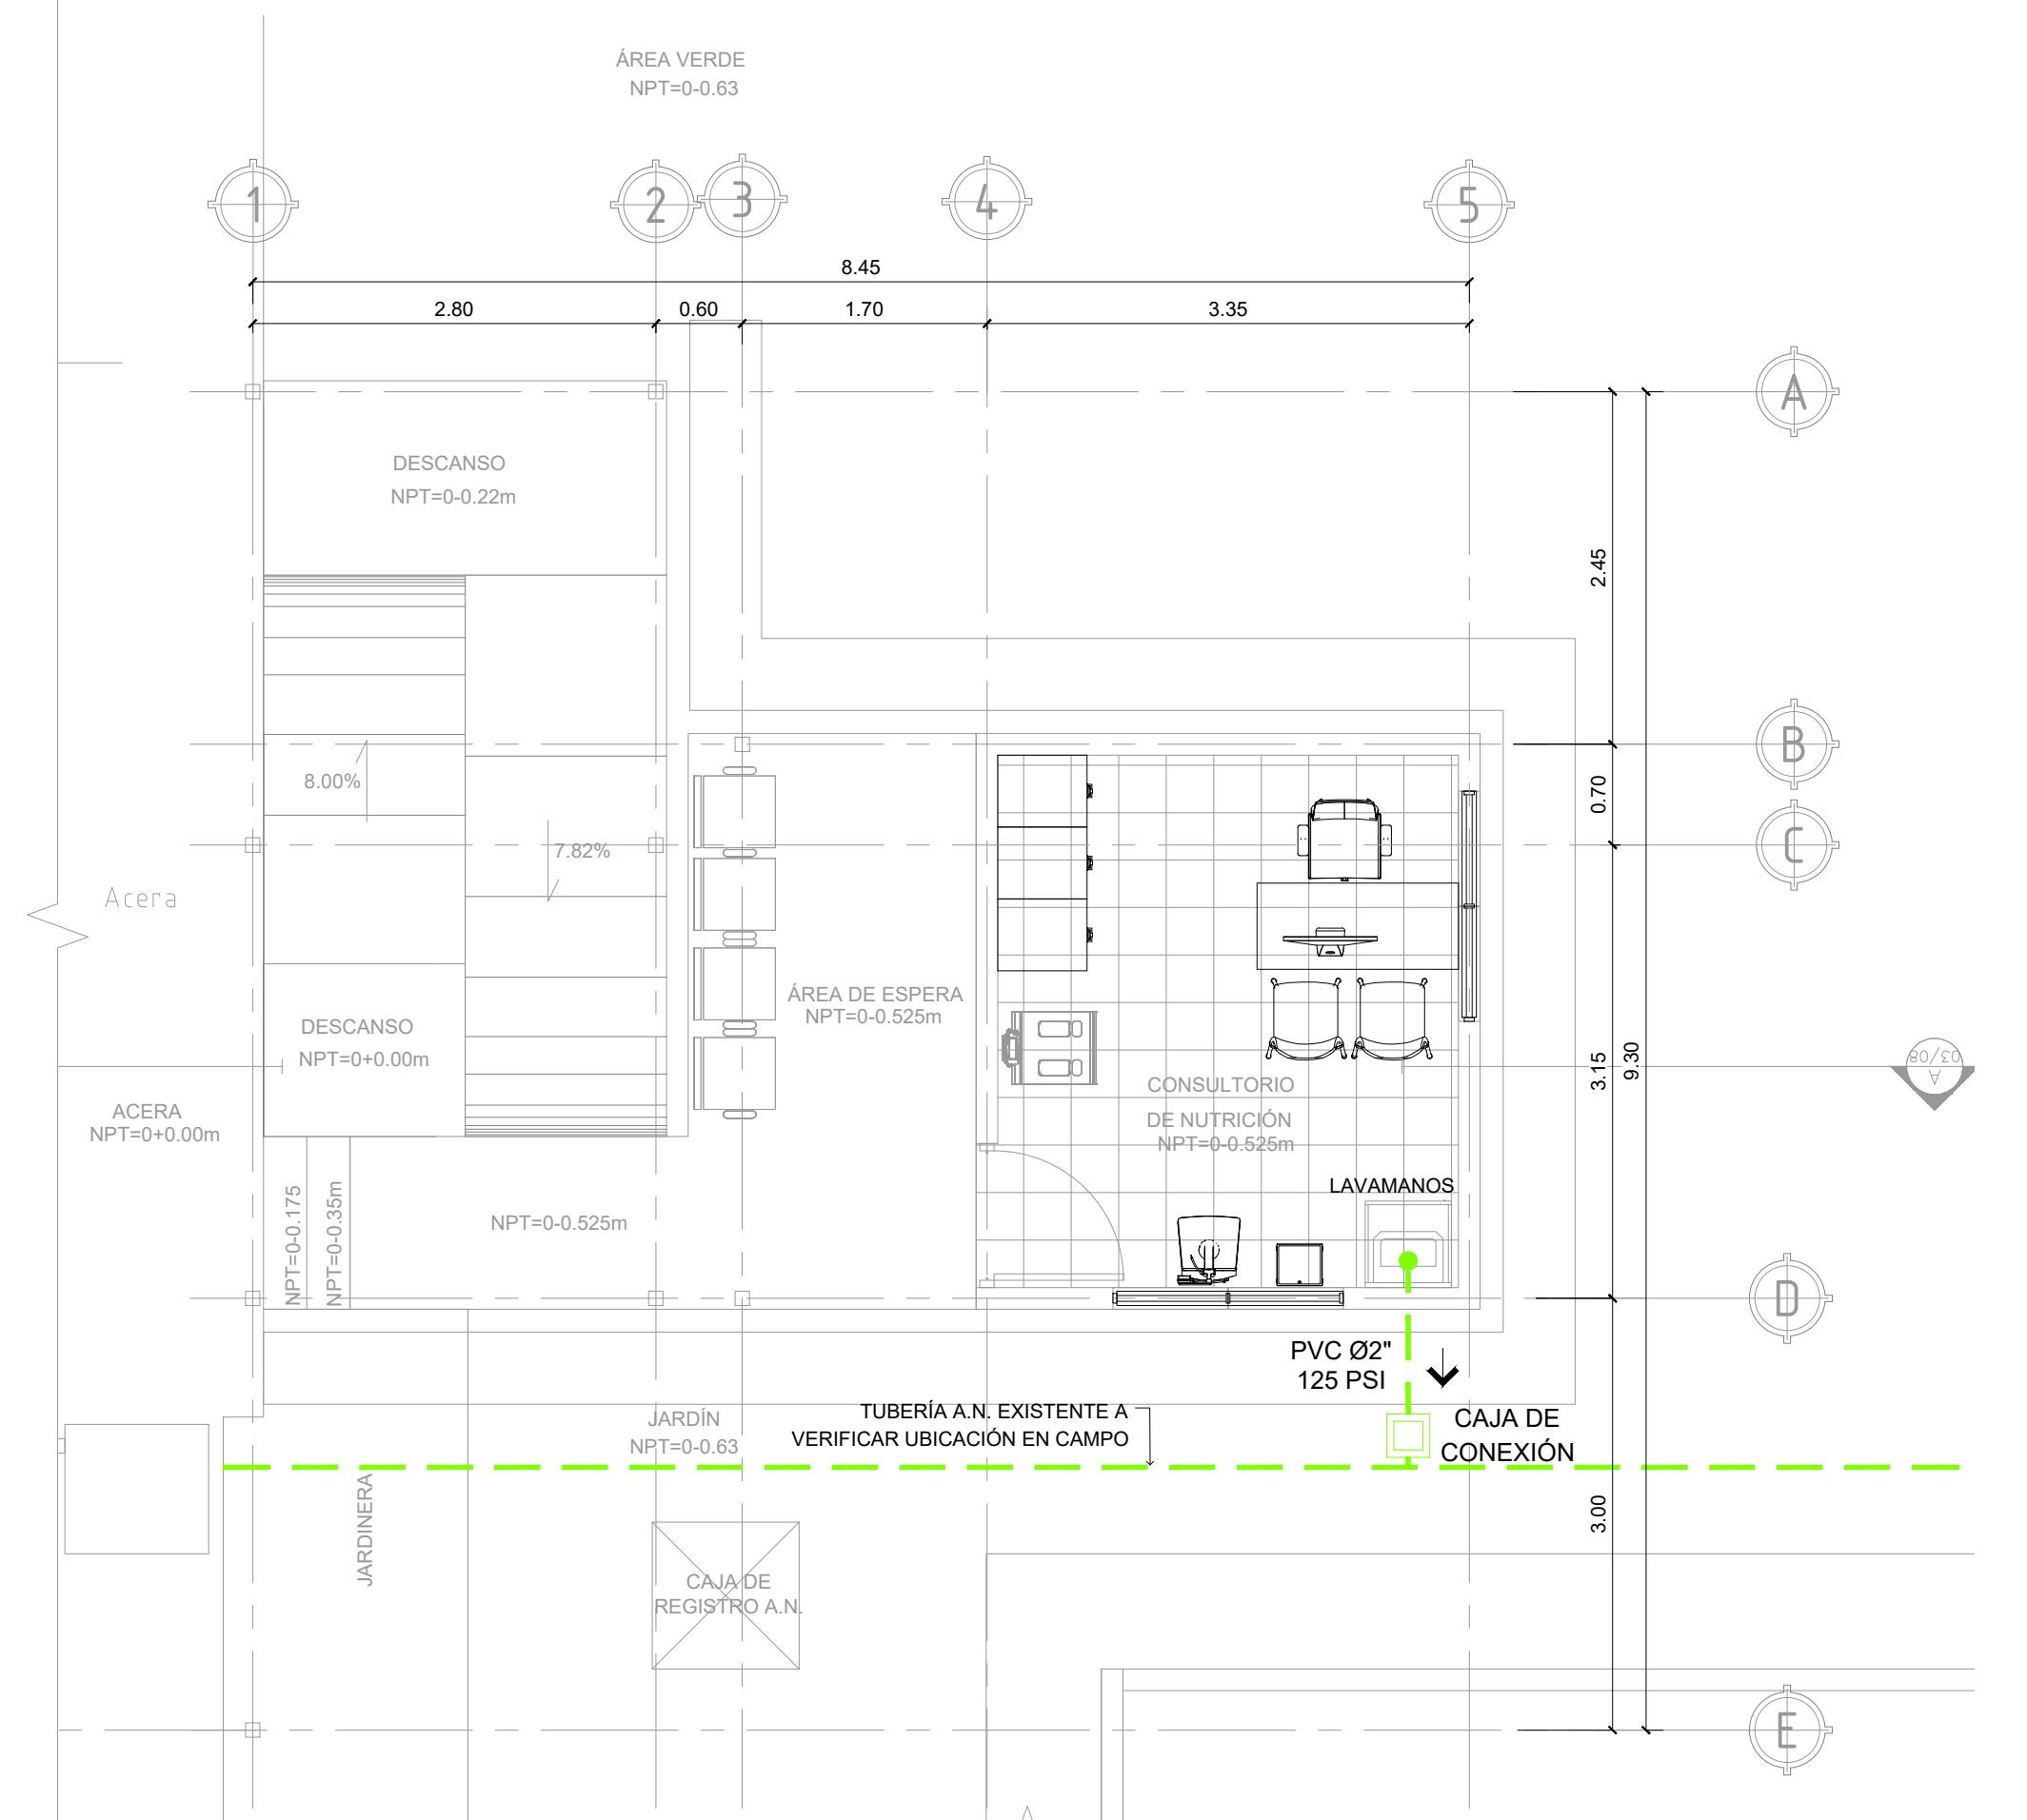 ÁREA VERDE
NPT=0-0.63
1
2
3
4
5
8.45
2.80
0.60
1.70
3.35
A
DESCANSO
NPT=0-0.22m
2.45
B
8.00%
0.70
7.82%
C
Acera
ÁREA DE ESPERA
NPT=0-0.525m
DESCANSO
NPT=0+0.00m
3.15
9.30
A
03/08
CONSULTORIO
DE NUTRICIÓN
NPT=0-0.525m
ACERA
NPT=0+0.00m
LAVAMANOS
NPT=0-0.175
NPT=0-0.35m
NPT=0-0.525m
D
PVC Ø2"
125 PSI
TUBERÍA A.N. EXISTENTE A
VERIFICAR UBICACIÓN EN CAMPO
CAJA DE
CONEXIÓN
JARDÍN
NPT=0-0.63
JARDINERA
3.00
CAJA DE
REGISTRO A.N.
E